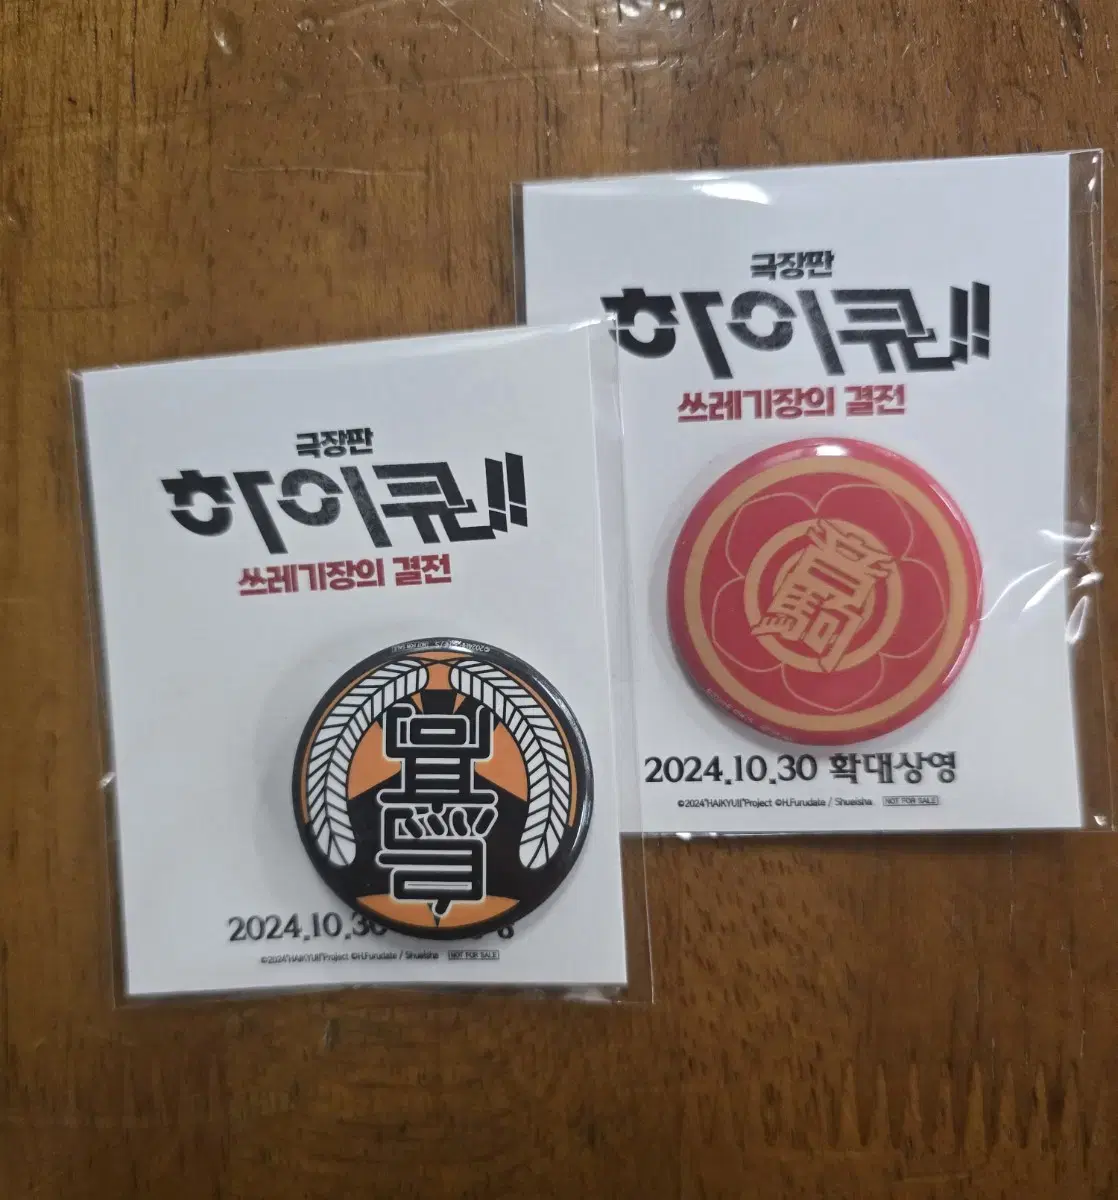 극장판
하이큐!!
쓰레기장의 결전
2024.10.30
©2024"HAIKYU!!"Project ©H.Furudate / Shueisha NOT FOR SALE
극장판
하이큐!!
쓰레기장의 결전
2024.10.30 확대상영
©2024"HAIKYU!!"Project ©H.Furudate / Shueisha NOT FOR SALE